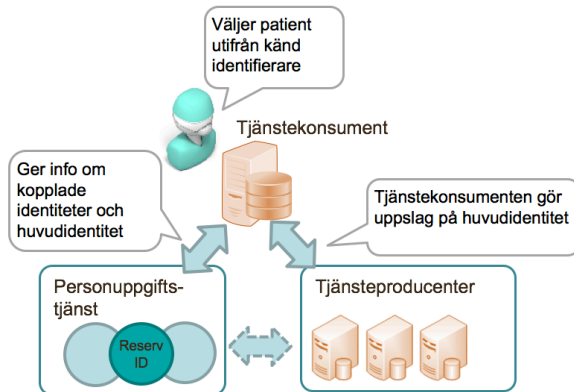 Väljer patient
utifrån känd
identifierare
Tjänstekonsument
Ger info om
kopplade
identiteter och
huvudidentitet
Tjänstekonsumenten gör
uppslag på huvudidentitet
Personuppgifts-
tjänst
Reserv
ID
Tjänsteproducenter